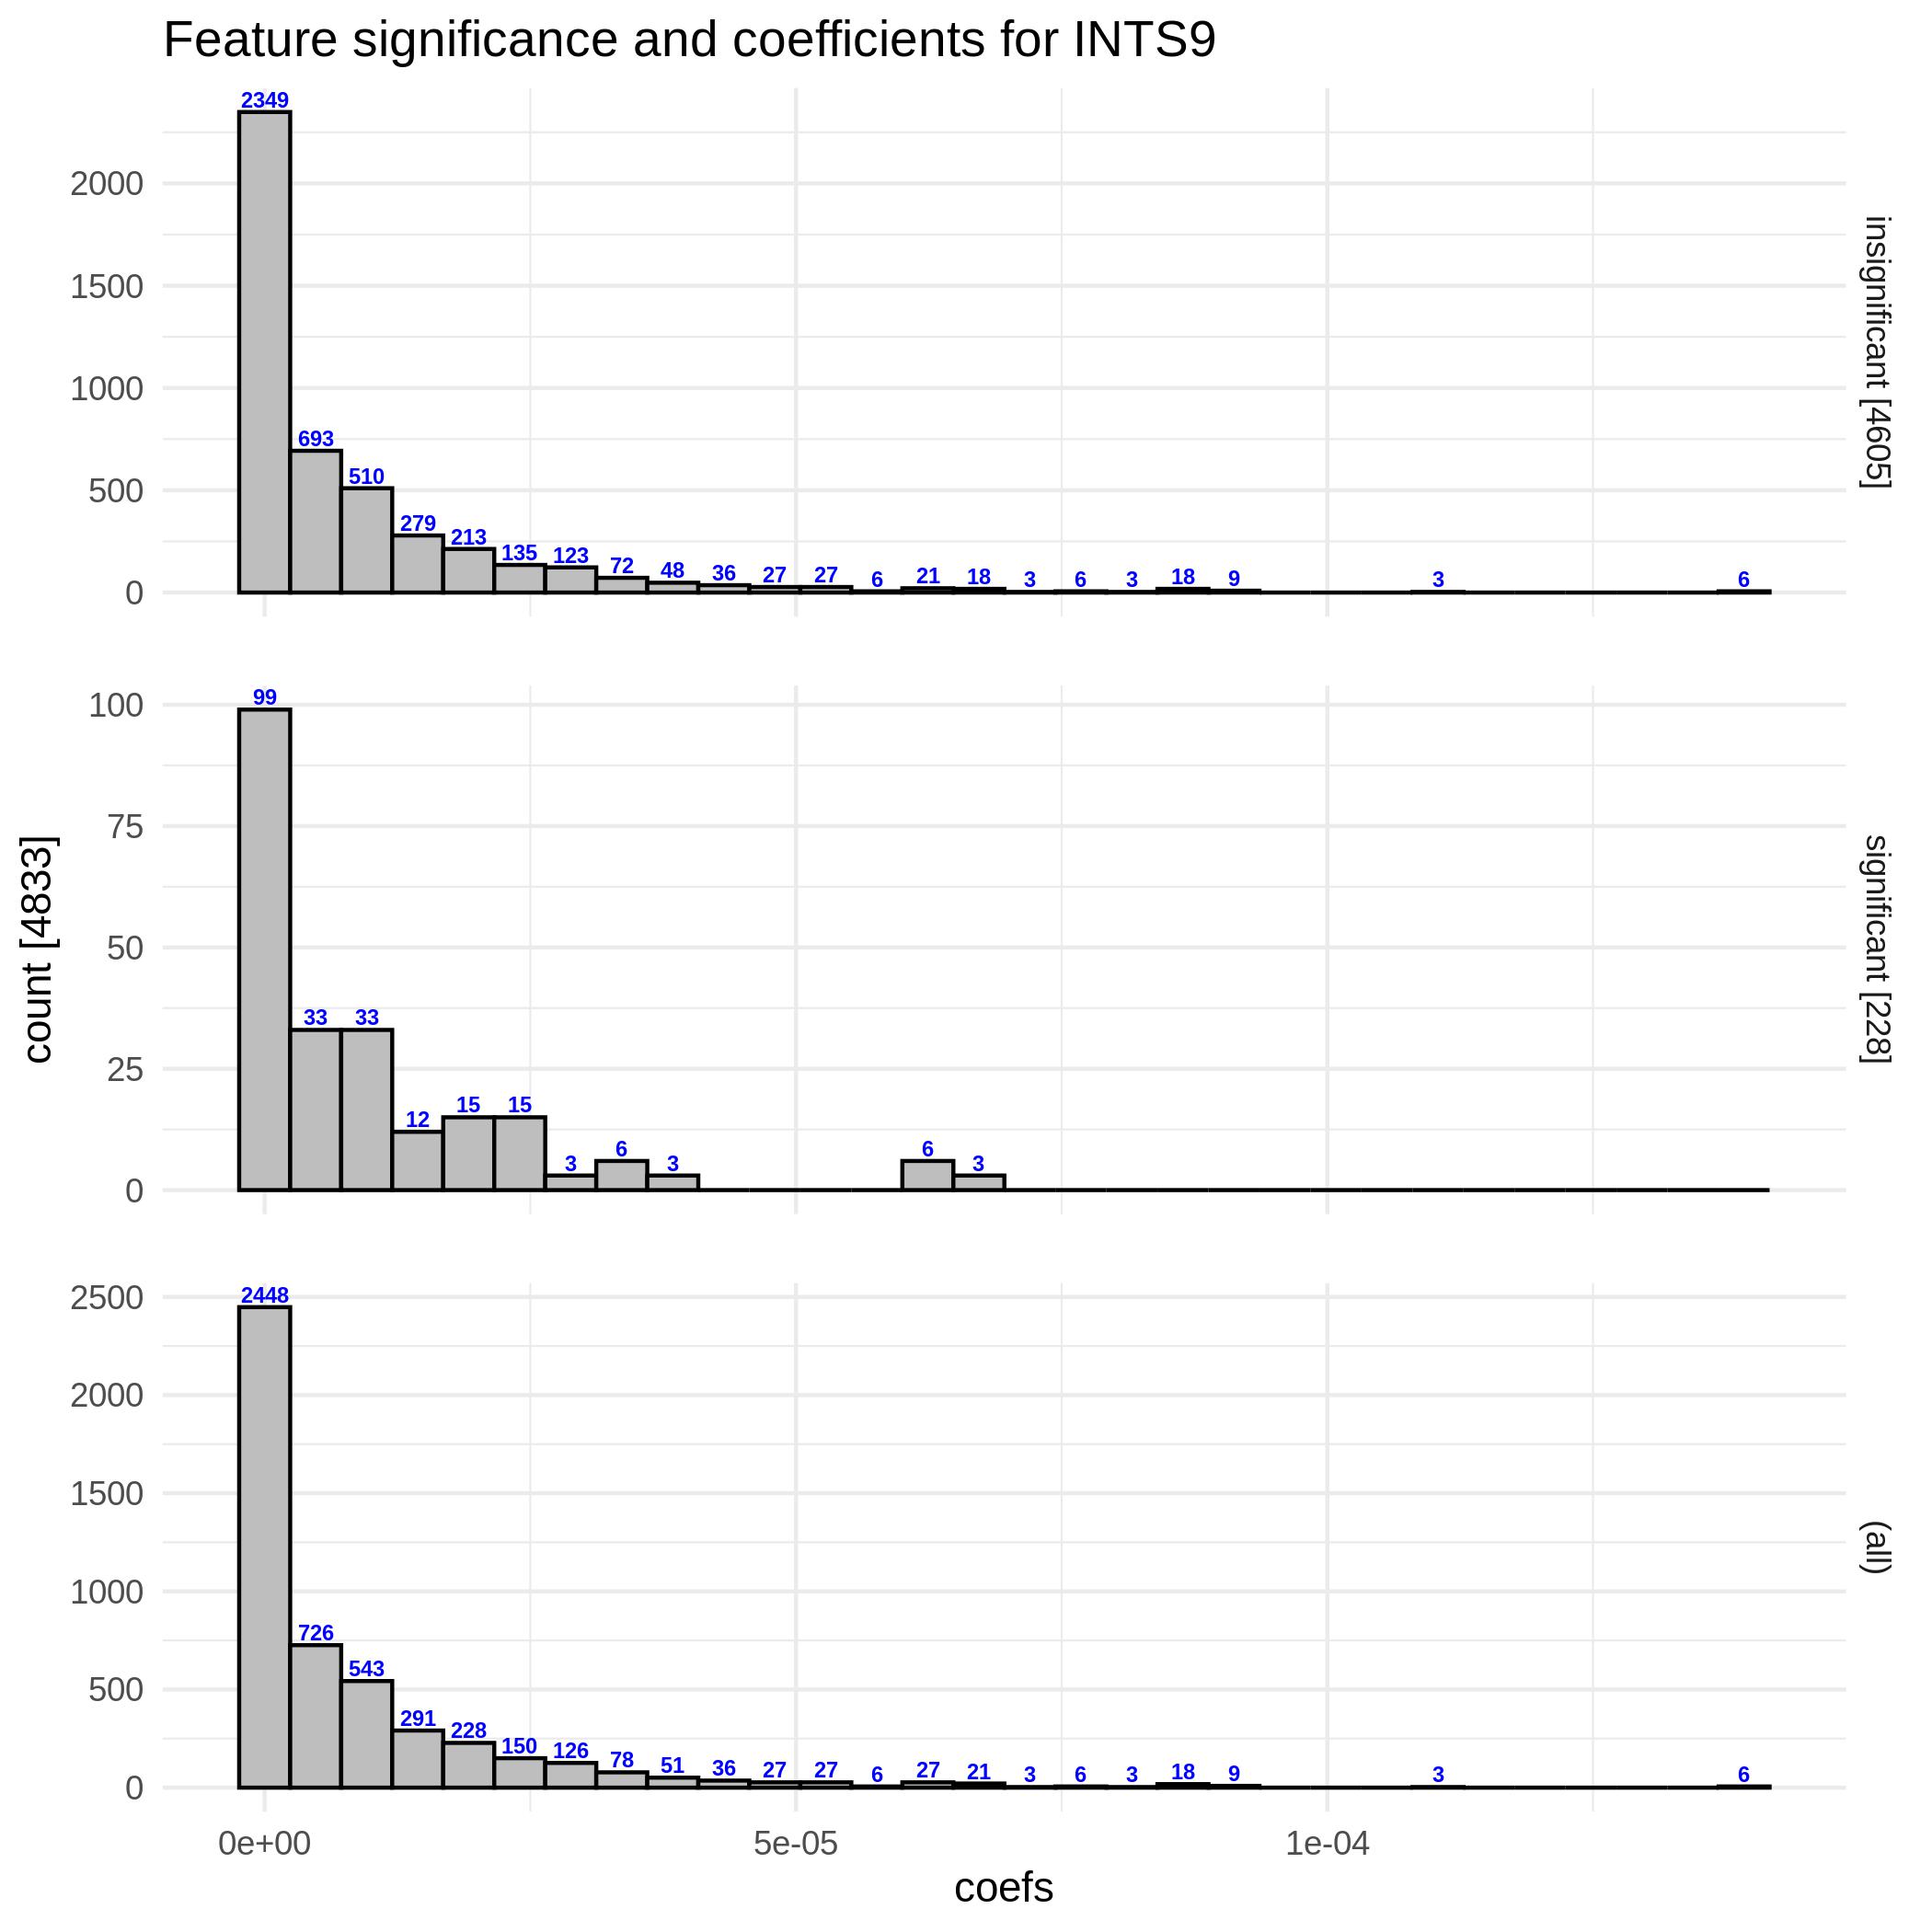 Feature significance and coefficients for INTS9
2349
2000
1500
1000
693
510
500
279
213
135 123 72 48 36 27 27 6 21 18 3 6 3 18 9 3 6
0
insignificant [4605]
count [4833]
100
99
75
50
33 33
25
12 15 15
3 6 3 6 3
0
significant [228]
2500
2448
2000
1500
1000
726
543
500
291
228
150 126 78 51 36 27 27 6 27 21 3 6 3 18 9 3 6
0
(all)
0e+00 5e-05 1e-04
coefs